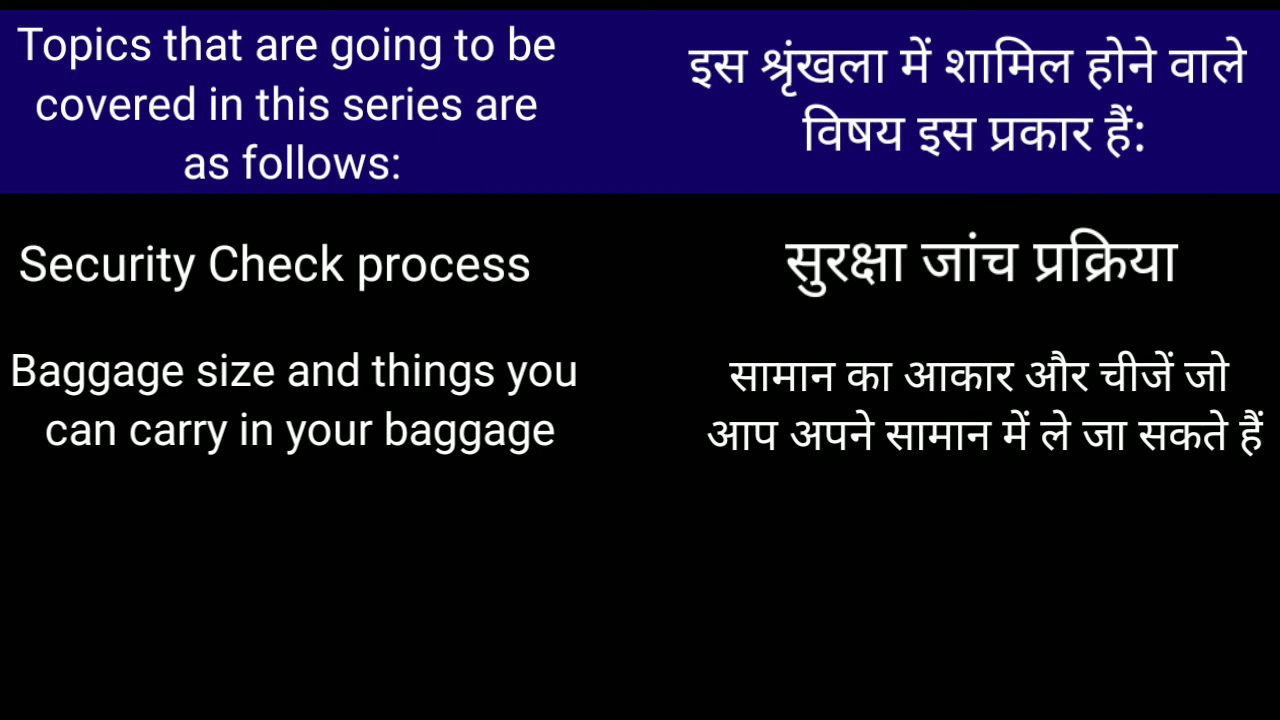 Topics that are going to be
covered in this series are
as follows:
इस श्रृंखला में शामिल होने वाले
विषय इस प्रकार हैं:
Security Check process
सुरक्षा जांच प्रक्रिया
Baggage size and things you
can carry in your baggage
सामान का आकार और चीजें जो
आप अपने सामान में ले जा सकते हैं